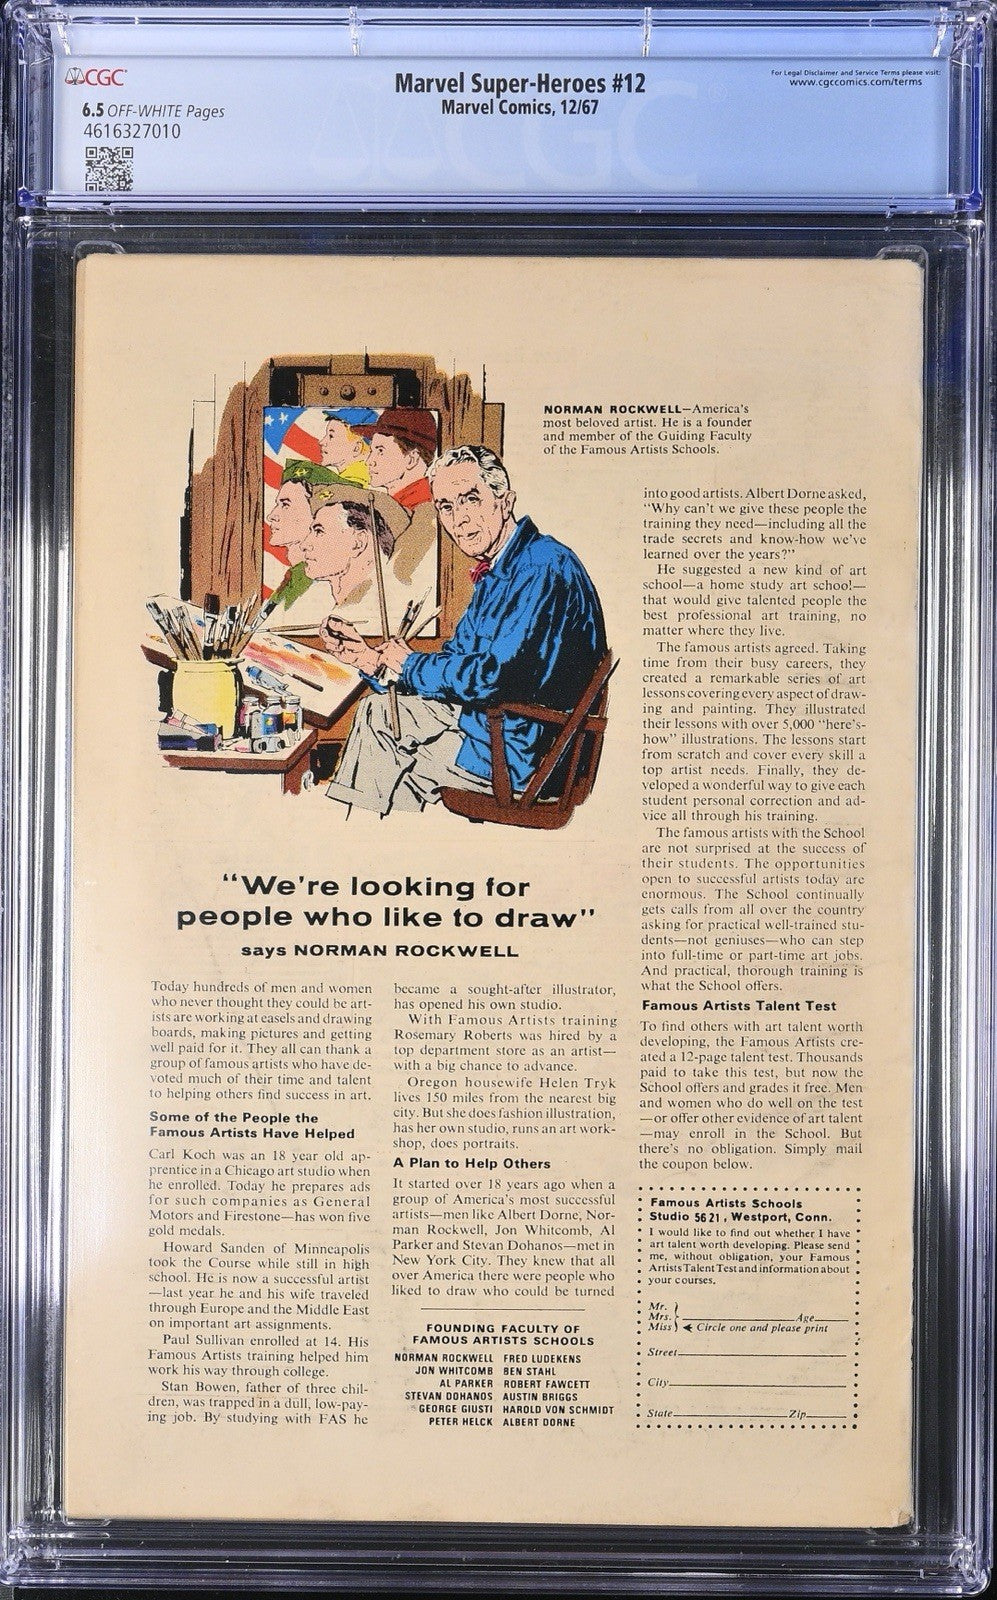 CGC
6.5 OFF-WHITE Pages
4616327010
Marvel Super-Heroes #12
Marvel Comics, 12/67
For Legal Disclaimer and Service Terms please visit:
www.cgccomics.com/terms
CGC
NORMAN ROCKWELL—America's
most beloved artist. He is a founder
and member of the Guiding Faculty
of the Famous Artists Schools.
"We're looking for
people who like to draw"
says NORMAN ROCKWELL
Today hundreds of men and women
who never thought they could be art-
ists are working at easels and drawing
boards, making pictures and getting
well paid for it. They all can thank a
group of famous artists who have de-
voted much of their time and talent
to helping others find success in art.
Some of the People the
Famous Artists Have Helped
Carl Koch was an 18 year old ap-
prentice in a Chicago art studio when
he enrolled. Today he prepares ads
for such companies as General
Motors and Firestone—has won five
gold medals.
Howard Sanden of Minneapolis
took the Course while still in high
school. He is now a successful artist
—last year he and his wife traveled
through Europe and the Middle East
on important art assignments.
Paul Sullivan enrolled at 14. His
Famous Artists training helped him
work his way through college.
Stan Bowen, father of three chil-
dren, was trapped in a dull, low-pay-
ing job. By studying with FAS he
became a sought-after illustrator,
has opened his own studio.
With Famous Artists training
Rosemary Roberts was hired by a
top department store as an artist—
with a big chance to advance.
Oregon housewife Helen Tryk
lives 150 miles from the nearest big
city. But she does fashion illustration,
has her own studio, runs an art work-
shop, does portraits.
A Plan to Help Others
It started over 18 years ago when a
group of America's most successful
artists—men like Albert Dorne, Nor-
man Rockwell, Jon Whitcomb, Al
Parker and Stevan Dohanos—met in
New York City. They knew that all
over America there were people who
liked to draw who could be turned
FOUNDING FACULTY OF
FAMOUS ARTISTS SCHOOLS
NORMAN ROCKWELL FRED LUDEKENS
JON WHITCOMB BEN STAHL
AL PARKER ROBERT FAWCETT
STEVAN DOHANOS AUSTIN BRIGGS
GEORGE GIUSTI HAROLD VON SCHMIDT
PETER HELCK ALBERT DORNE
into good artists. Albert Dorne asked,
"Why can't we give these people the
training they need—including all the
trade secrets and know-how we've
learned over the years?"
He suggested a new kind of art
school—a home study art school—
that would give talented people the
best professional art training, no
matter where they live.
The famous artists agreed. Taking
time from their busy careers, they
created a remarkable series of art
lessons covering every aspect of draw-
ing and painting. They illustrated
their lessons with over 5,000 "here's-
how" illustrations. The lessons start
from scratch and cover every skill a
top artist needs. Finally, they de-
veloped a wonderful way to give each
student personal correction and ad-
vice all through his training.
The famous artists with the School
are not surprised at the success of
their students. The opportunities
open to successful artists today are
enormous. The School continually
gets calls from all over the country
asking for practical well-trained stu-
dents—not geniuses—who can step
into full-time or part-time art jobs.
And practical, thorough training is
what the School offers.
Famous Artists Talent Test
To find others with art talent worth
developing, the Famous Artists cre-
ated a 12-page talent test. Thousands
paid to take this test, but now the
School offers and grades it free. Men
and women who do well on the test
—or offer other evidence of art talent
—may enroll in the School. But
there's no obligation. Simply mail
the coupon below.
Famous Artists Schools
Studio 5621, Westport, Conn.
I would like to find out whether I have
art talent worth developing. Please send
me, without obligation, your Famous
Artists Talent Test and information about
your courses.
Mr.
Mrs. Age
Miss Circle one and please print
Street
City
State Zip